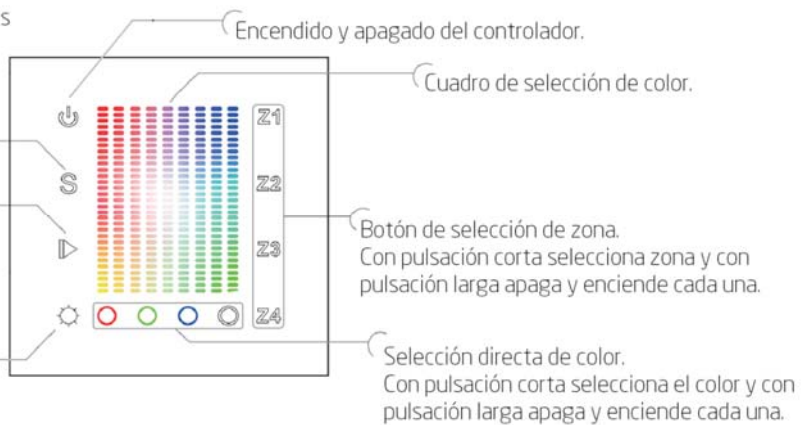 s
Encendido y apagado del controlador.
Cuadro de selección de color.
Z1
S
Z2
Botón de selección de zona.
Con pulsación corta selecciona zona y con
pulsación larga apaga y enciende cada una.
Z3
Z4
Selección directa de color.
Con pulsación corta selecciona el color y con
pulsación larga apaga y enciende cada una.